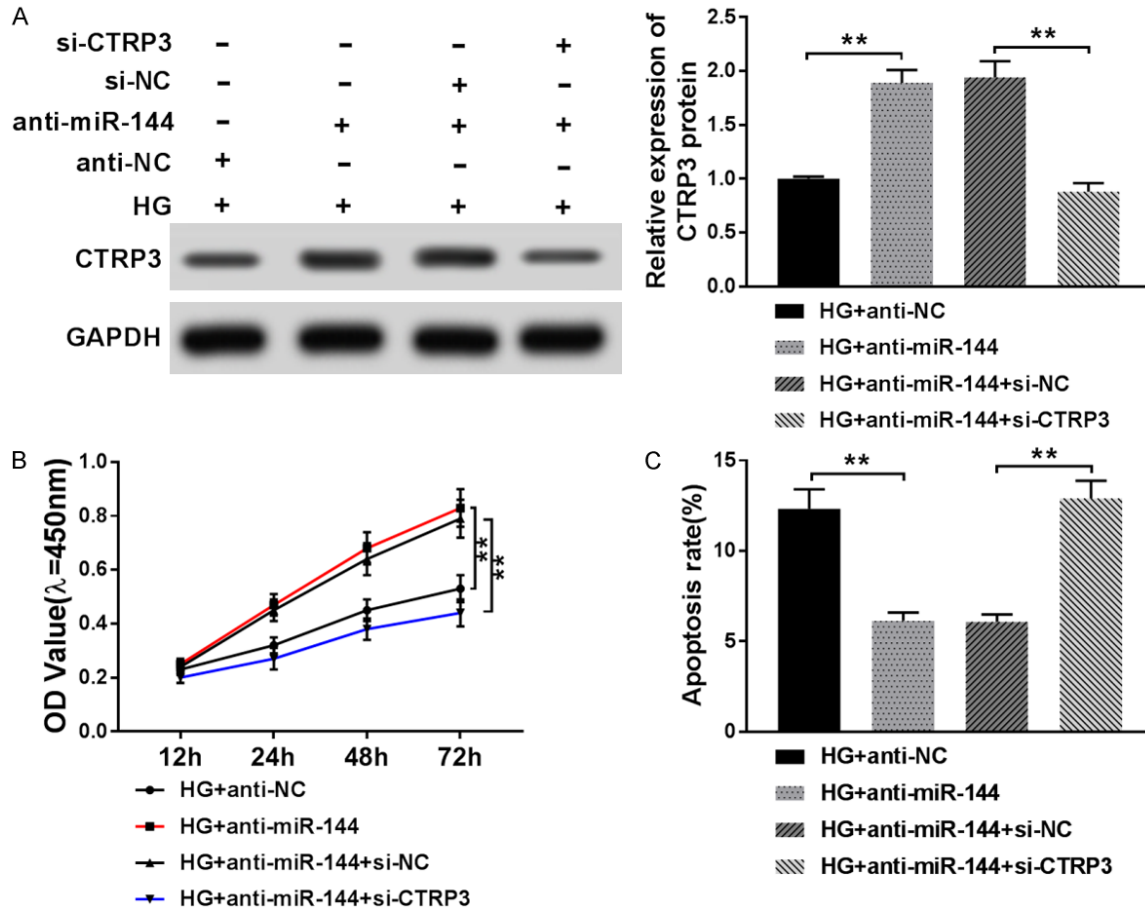 A
si-CTRP3 - - - +
si-NC - - + -
anti-miR-144 - + + +
anti-NC + - - -
HG + + + +
CTRP3
GAPDH
Relative expression of
CTRP3 protein
2.5
2.0
1.5
1.0
0.5
0.0
** **
HG+anti-NC
HG+anti-miR-144
HG+anti-miR-144+si-NC
HG+anti-miR-144+si-CTRP3
B
OD Value(λ=450nm)
1.0
0.8
0.6
0.4
0.2
0.0
12h 24h 48h 72h
**
**
HG+anti-NC
HG+anti-miR-144
HG+anti-miR-144+si-NC
HG+anti-miR-144+si-CTRP3
C
Apoptosis rate(%)
15
10
5
0
** **
HG+anti-NC
HG+anti-miR-144
HG+anti-miR-144+si-NC
HG+anti-miR-144+si-CTRP3